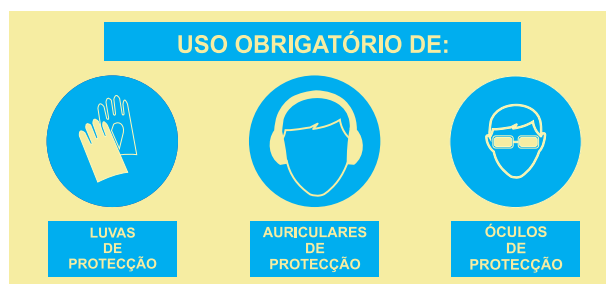 USO OBRIGATÓRIO DE:
LUVAS
DE
PROTECÇÃO
AURICULARES
DE
PROTECÇÃO
ÓCULOS
DE
PROTECÇÃO